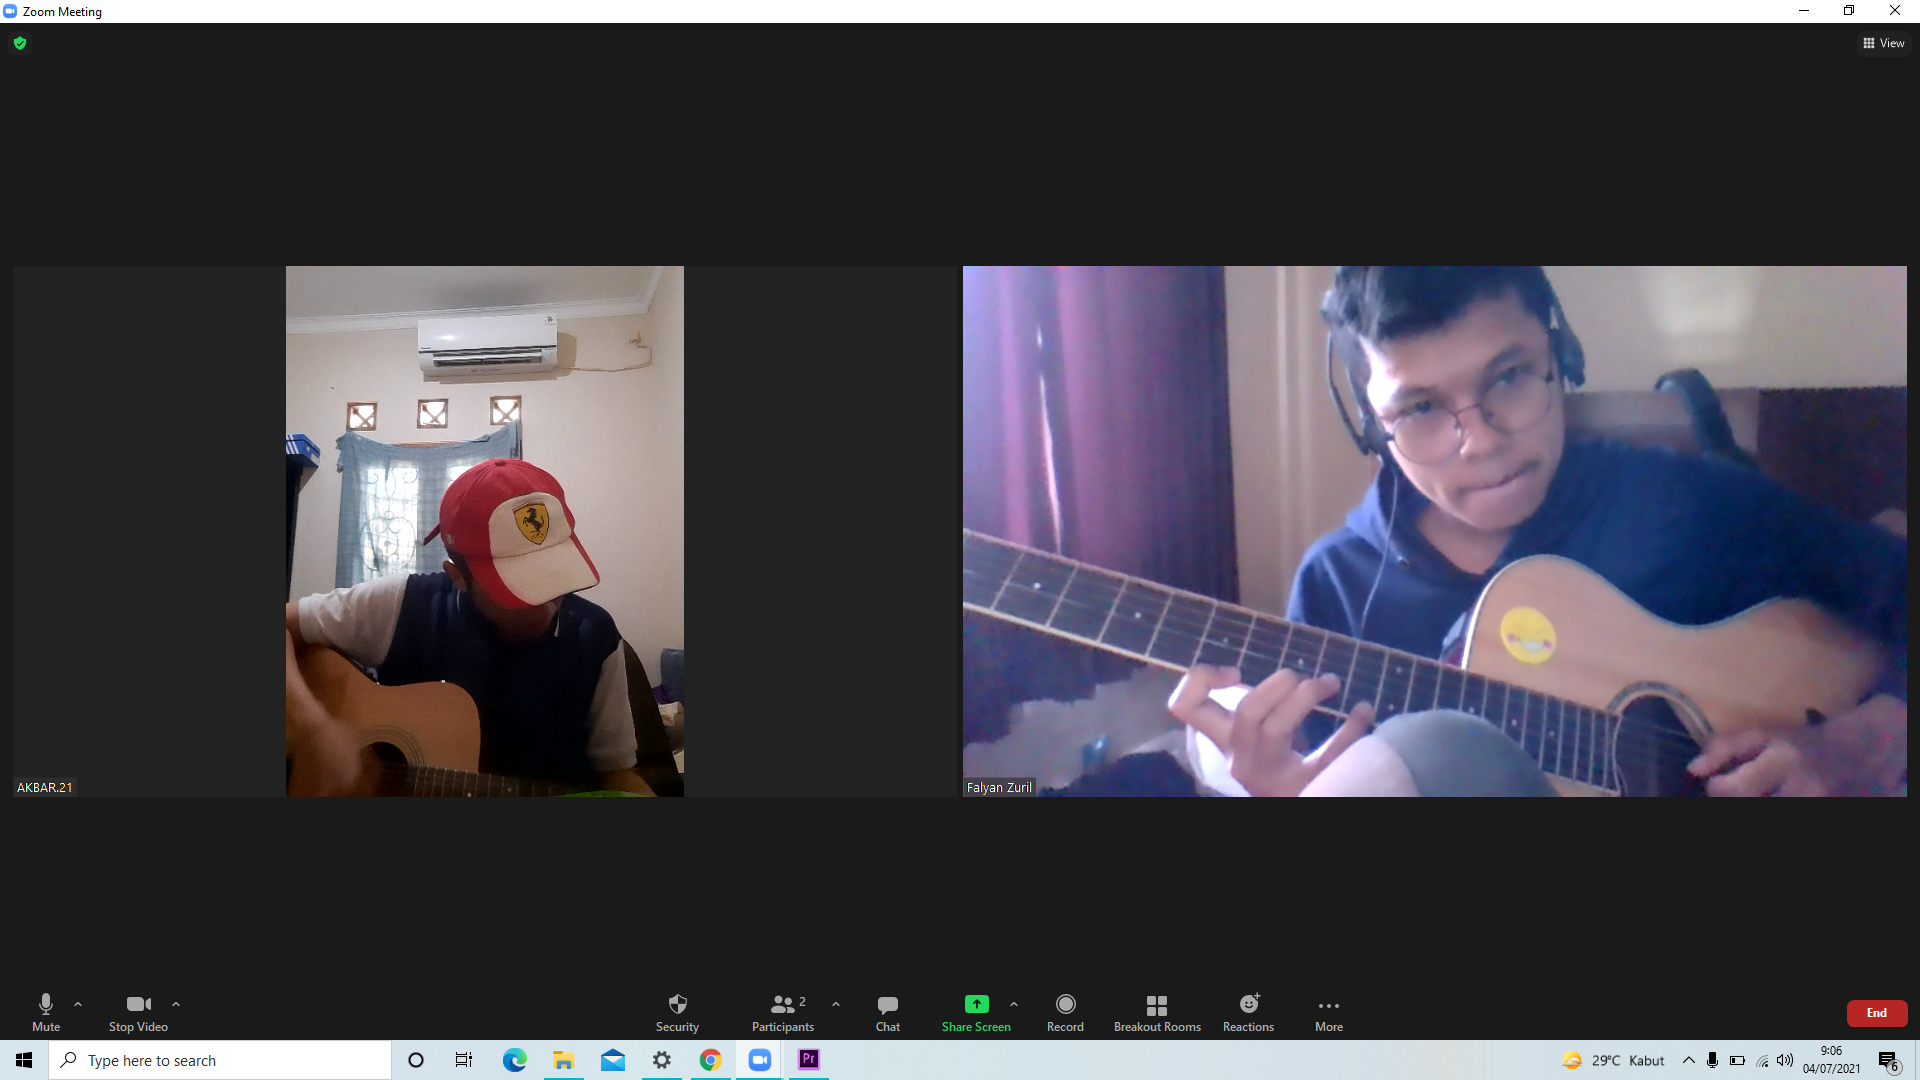 Zoom Meeting
View
AKBAR.21
Falyan Zuril
Mute
Stop Video
Security
Participants
2
Chat
Share Screen
Record
Breakout Rooms
Reactions
More
End
Type here to search
Pr
29°C Kabut
9:06
04/07/2021
6